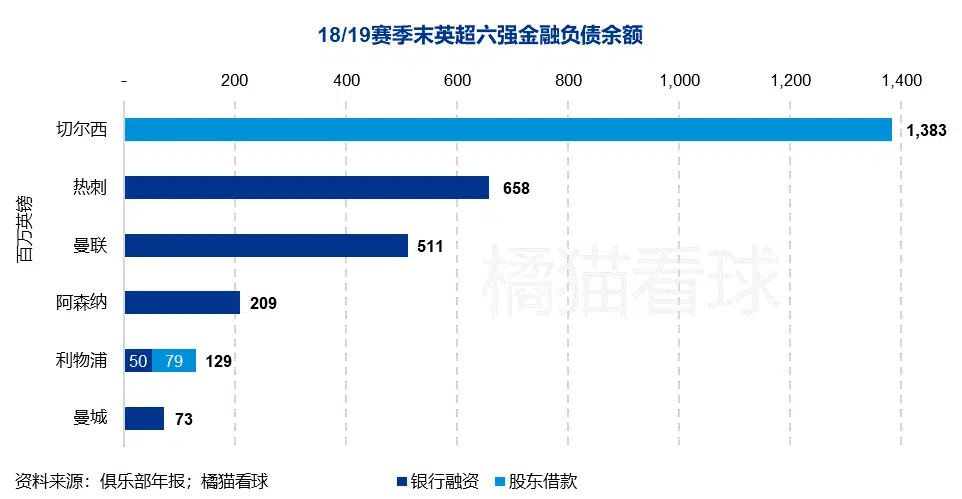 18/19赛季末英超六强金融负债余额
- 200 400 600 800 1,000 1,200 1,400
切尔西 1,383
热刺 658
曼联 511
阿森纳 209
利物浦 50 79 129
曼城 73
百万英镑
橘猫看球
资料来源：俱乐部年报；橘猫看球
银行融资 股东借款